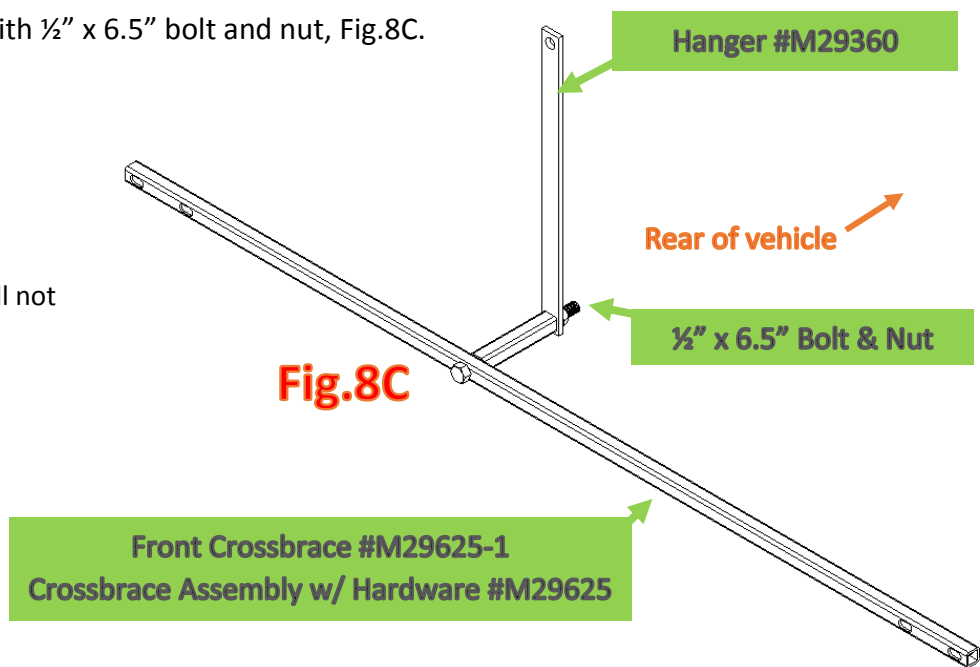 ith ½” x 6.5” bolt and nut, Fig.8C.
Hanger #M29360
Rear of vehicle
ll not
½” x 6.5” Bolt & Nut
Fig.8C
Front Crossbrace #M29625-1
Crossbrace Assembly w/ Hardware #M29625